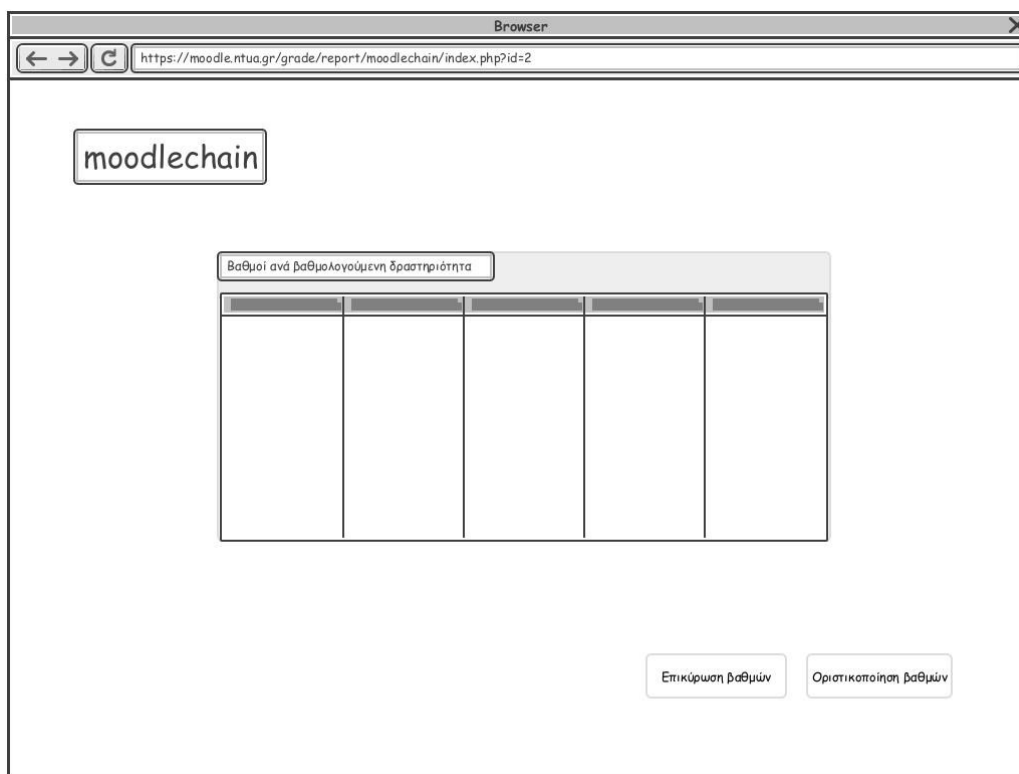 Browser
https://moodle.ntua.gr/grade/report/moodlechain/index.php?id=2
moodlechain
Βαθμοί ανά βαθμολογούμενη δραστηριότητα
Επικύρωση βαθμών
Οριστικοποίηση βαθμών